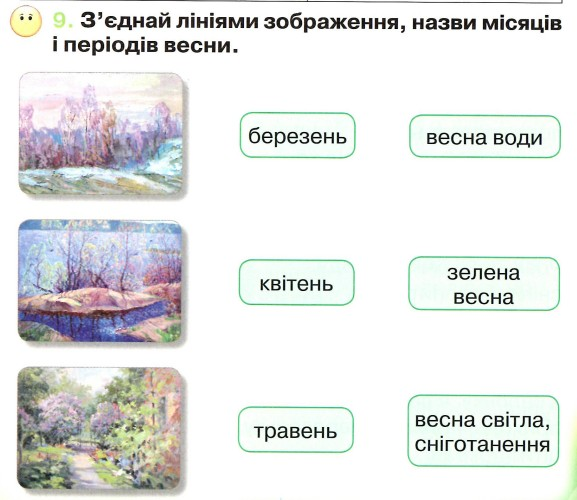 9. З’єднай лініями зображення, назви місяців
і періодів весни.
березень
весна води
квітень
зелена
весна
травень
весна світла,
сніготанення